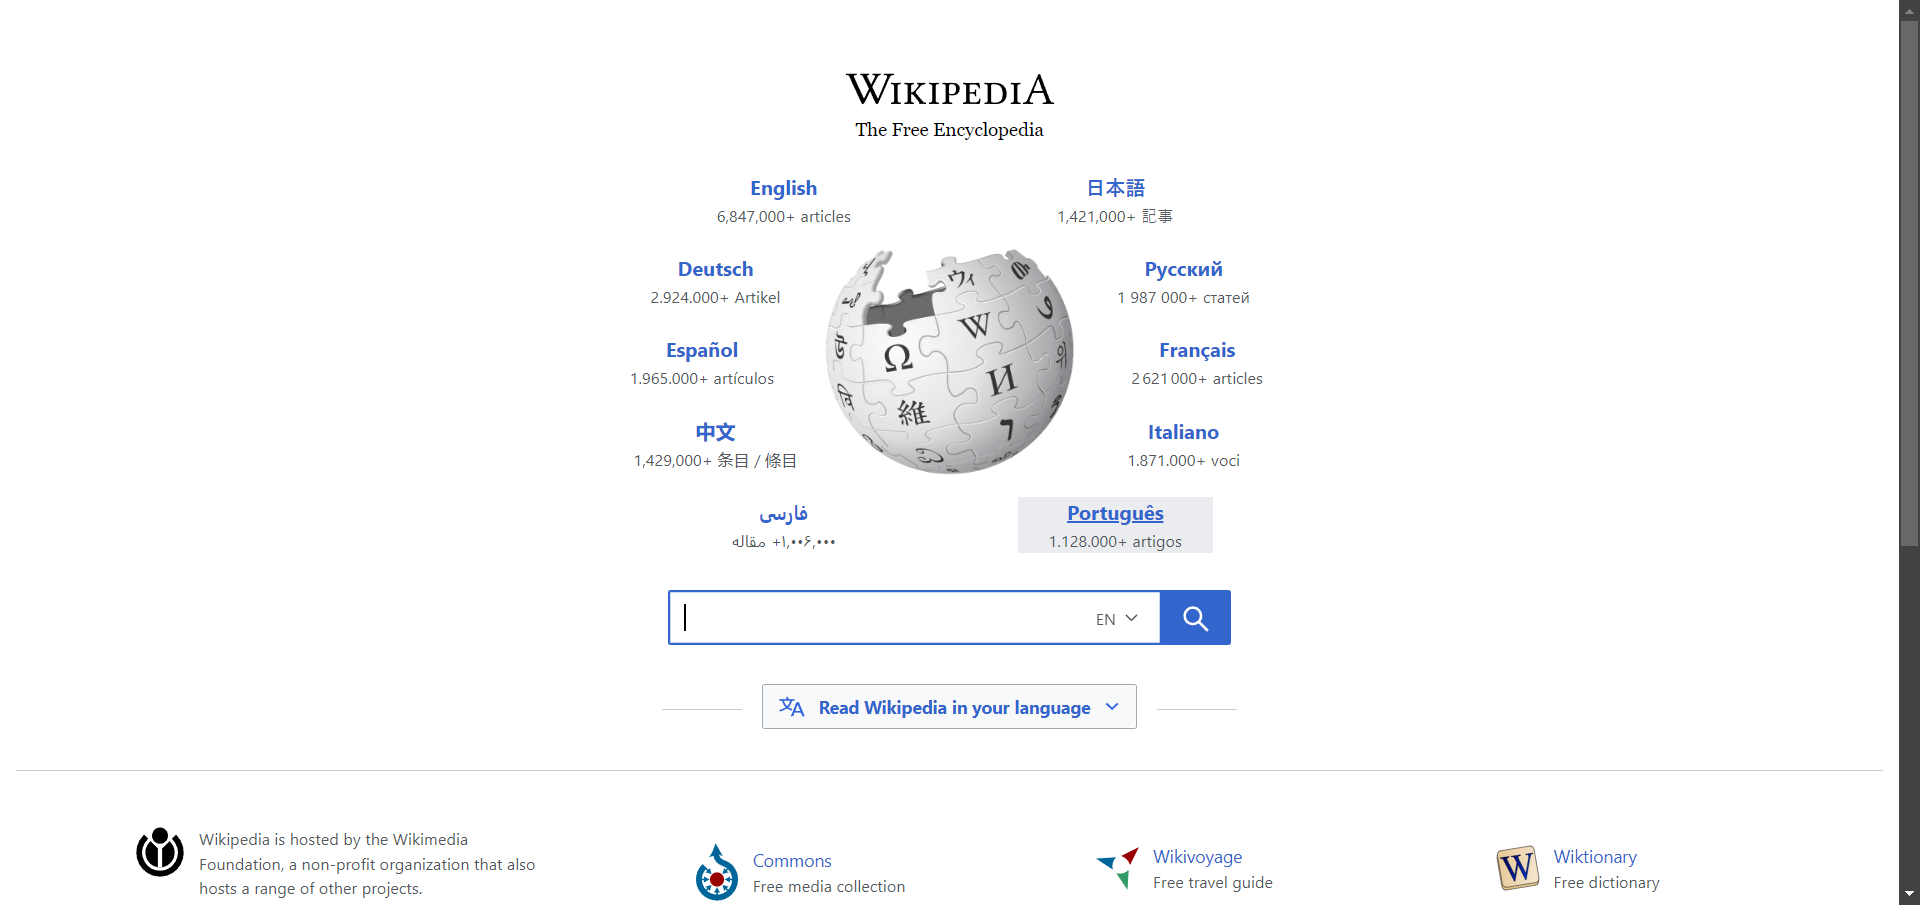 WIKIPEDIA
The Free Encyclopedia
English
6,847,000+ articles
日本語
1,421,000+ 記事
Deutsch
2.924.000+ Artikel
Русский
1 987 000+ статей
Español
1.965.000+ artículos
Français
2 621 000+ articles
中文
1,429,000+ 条目 / 條目
Italiano
1.871.000+ voci
فارسی
۱٬۰۰۶٬۰۰۰+ مقاله
Português
1.128.000+ artigos
ウィ
W
Ω
И
維
EN
Read Wikipedia in your language
Wikipedia is hosted by the Wikimedia
Foundation, a non-profit organization that also
hosts a range of other projects.
Commons
Free media collection
Wikivoyage
Free travel guide
W
Wiktionary
Free dictionary